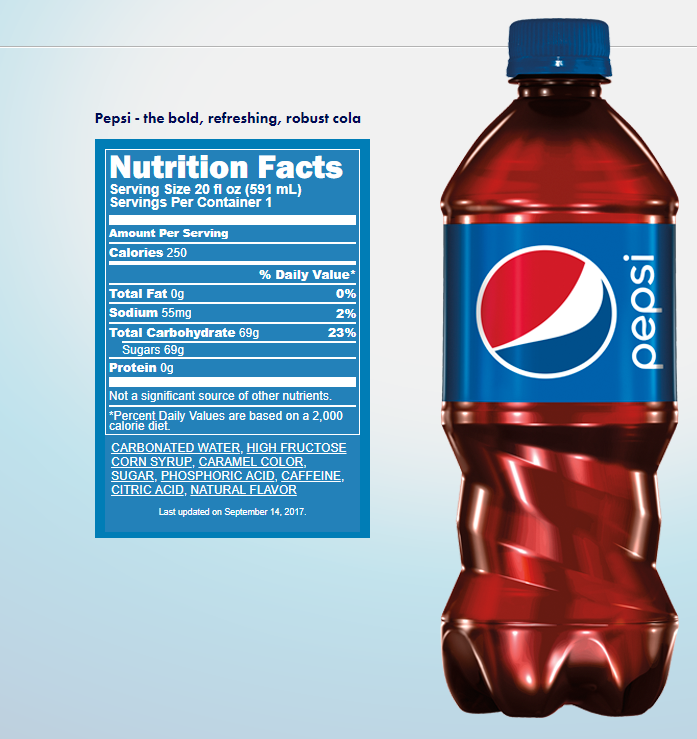 Pepsi - the bold, refreshing, robust cola
Nutrition Facts
Serving Size 20 fl oz (591 mL)
Servings Per Container 1
Amount Per Serving
Calories 250
% Daily Value*
Total Fat 0g 0%
Sodium 55mg 2%
Total Carbohydrate 69g 23%
Sugars 69g
Protein 0g
Not a significant source of other nutrients.
*Percent Daily Values are based on a 2,000
calorie diet.
CARBONATED WATER, HIGH FRUCTOSE
CORN SYRUP, CARAMEL COLOR,
SUGAR, PHOSPHORIC ACID, CAFFEINE,
CITRIC ACID, NATURAL FLAVOR
Last updated on September 14, 2017.
pepsi